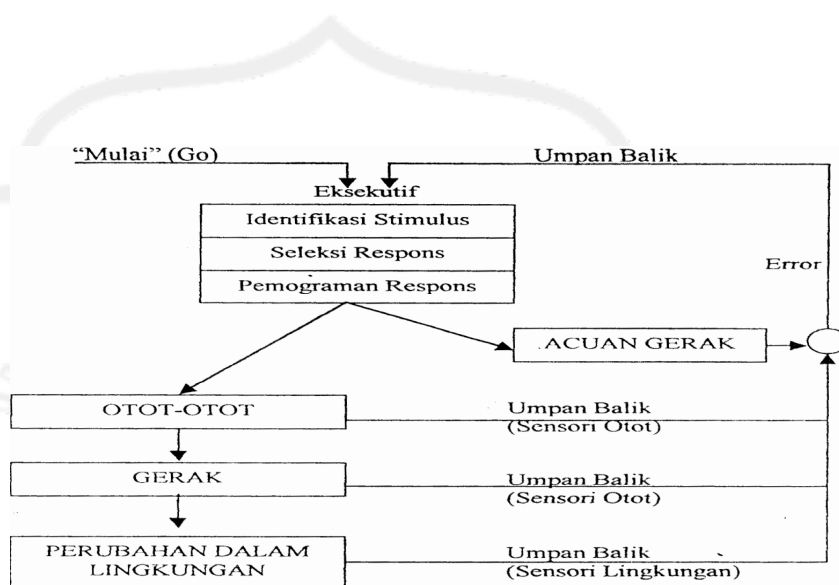 “Mulai” (Go)
Umpan Balik
Eksekutif
Identifikasi Stimulus
Seleksi Respons
Pemograman Respons
Error
ACUAN GERAK
OTOT-OTOT
Umpan Balik
(Sensori Otot)
GERAK
Umpan Balik
(Sensori Otot)
PERUBAHAN DALAM
LINGKUNGAN
Umpan Balik
(Sensori Lingkungan)